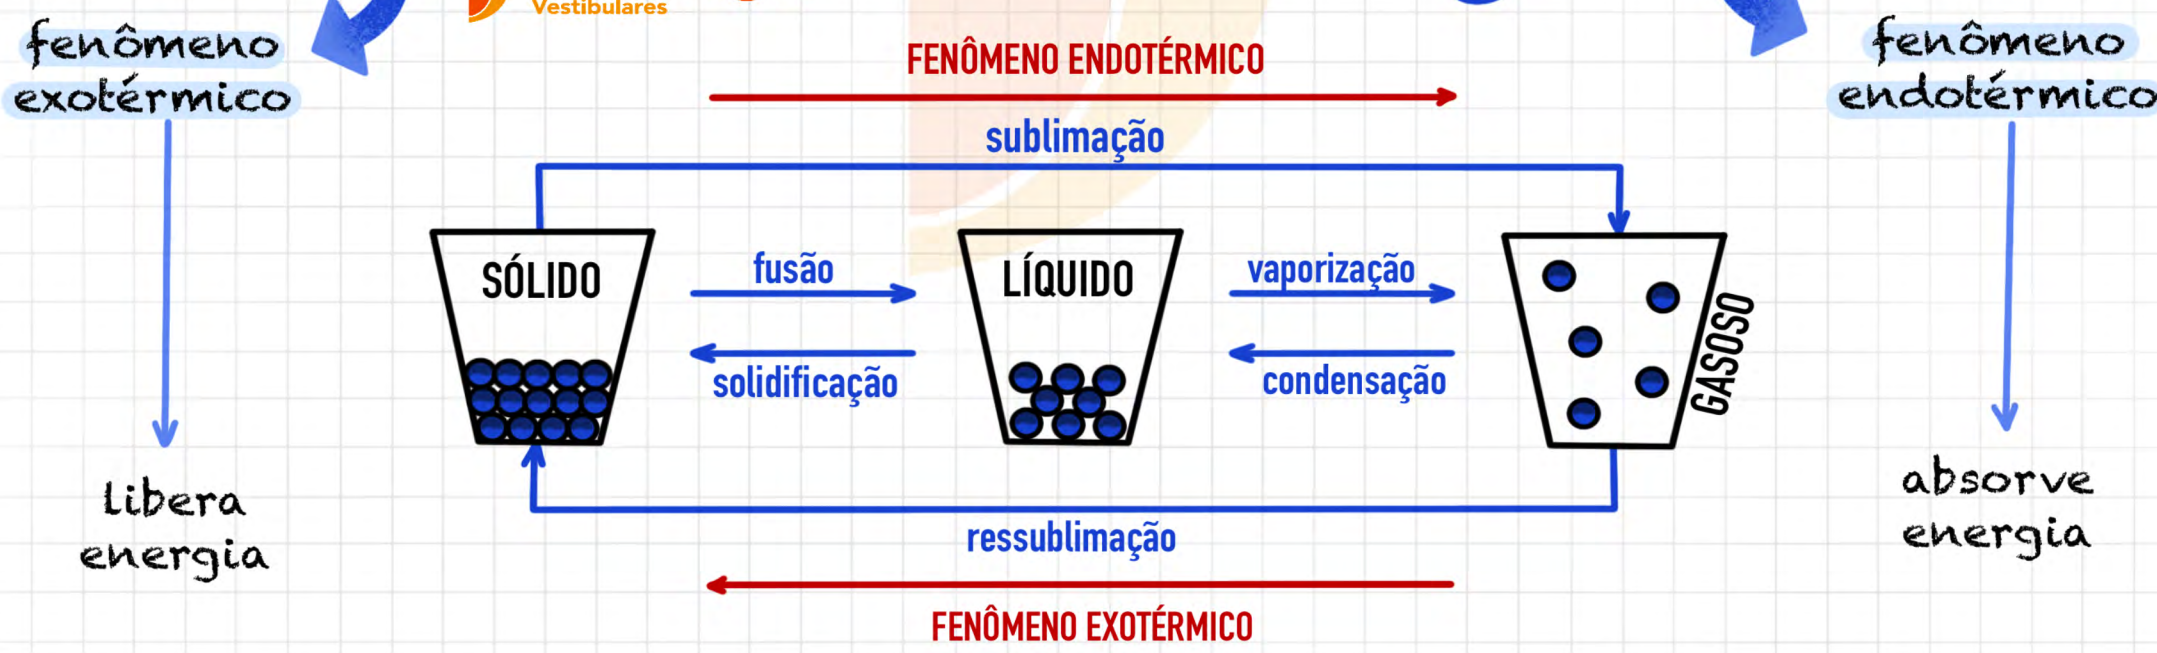 Vestibulares
fenômeno
exotérmico
libera
energia
FENÔMENO ENDOTÉRMICO
sublimação
SÓLIDO
fusão
solidificação
LÍQUIDO
vaporização
condensação
GASOSO
ressublimação
FENÔMENO EXOTÉRMICO
fenômeno
endotérmico
absorve
energia